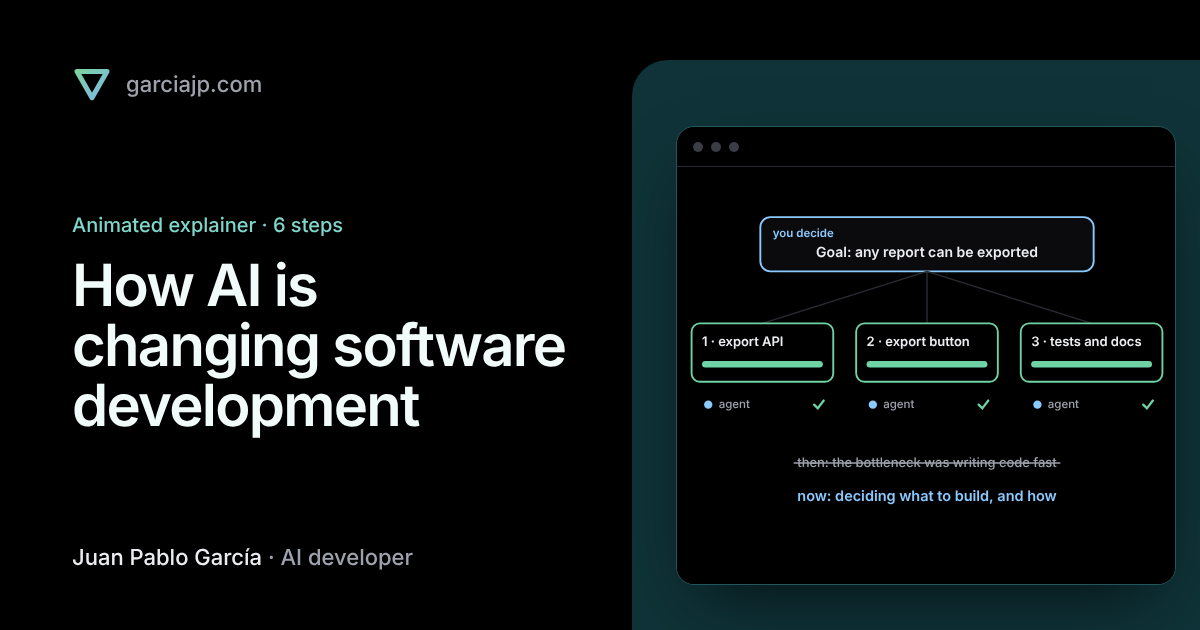 garciajp.com
Animated explainer · 6 steps
How AI is
changing software
development
Juan Pablo García · AI developer
you decide
Goal: any report can be exported
1 · export API
2 · export button
3 · tests and docs
agent
agent
agent
then: the bottleneck was writing code fast
now: deciding what to build, and how